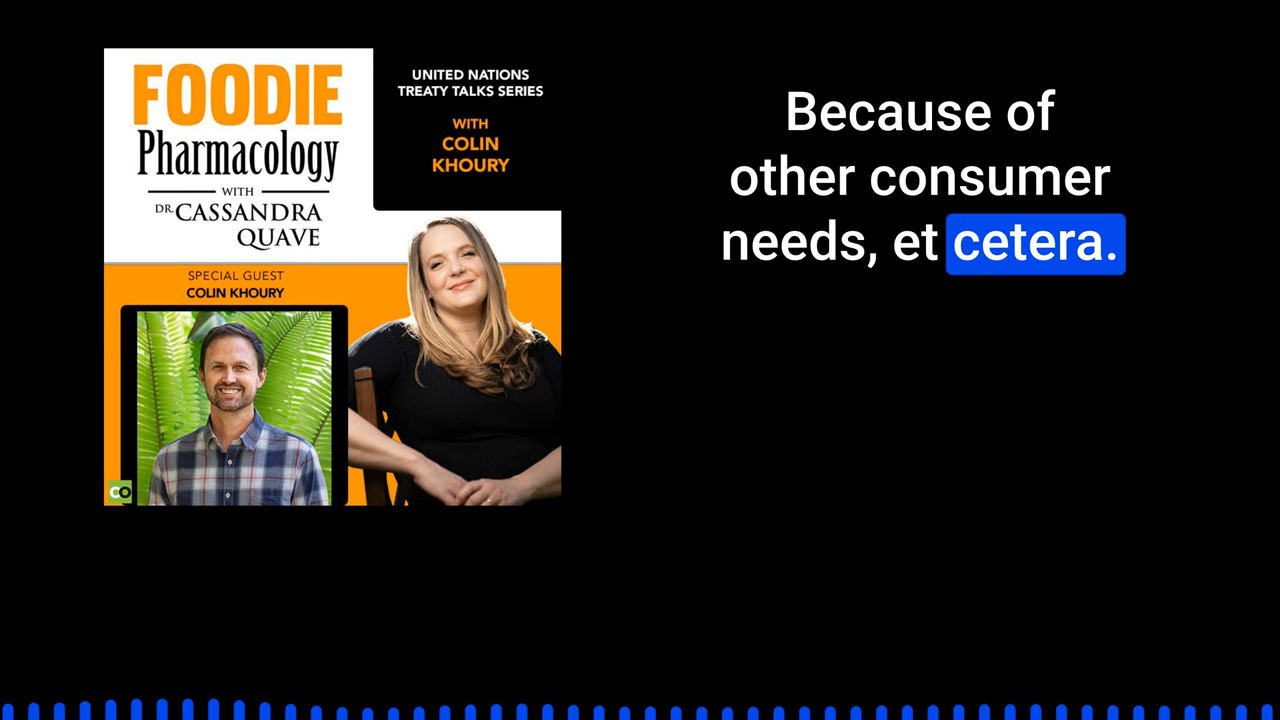 FOODIE
Pharmacology
WITH
DR. CASSANDRA
QUAVE
UNITED NATIONS
TREATY TALKS SERIES
WITH
COLIN
KHOURY
SPECIAL GUEST
COLIN KHOURY
CO
Because of
other consumer
needs, et cetera.